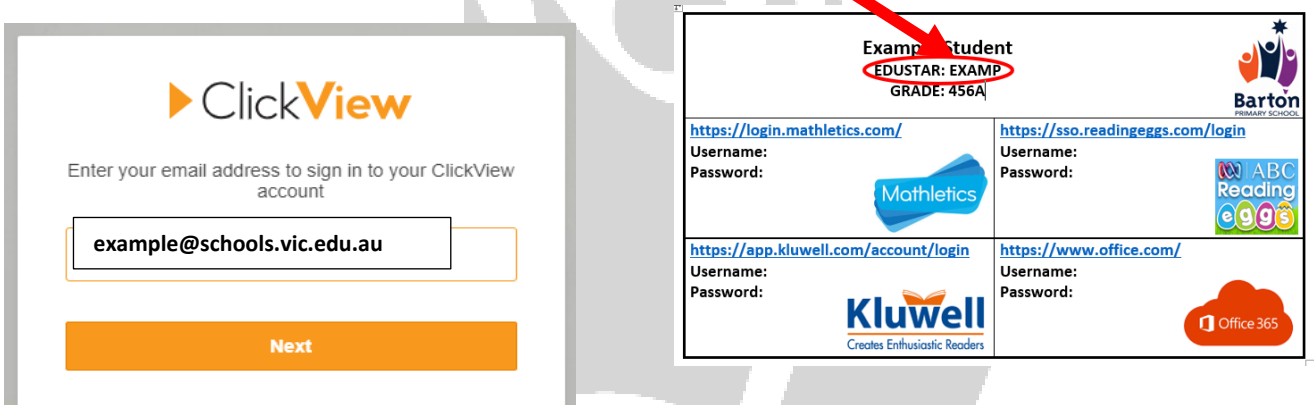 ClickView
Enter your email address to sign in to your ClickView
account
example@schools.vic.edu.au
Next
Example Student
EDUSTAR: EXAMP
GRADE: 456A
Barton
PRIMARY SCHOOL
https://login.mathletics.com/
Username:
Password:
Mathletics
https://sso.readingeggs.com/login
Username:
Password:
ABC
Reading
eggs
https://app.kluwell.com/account/login
Username:
Password:
Kluwell
Creates Enthusiastic Readers
https://www.office.com/
Username:
Password:
Office 365